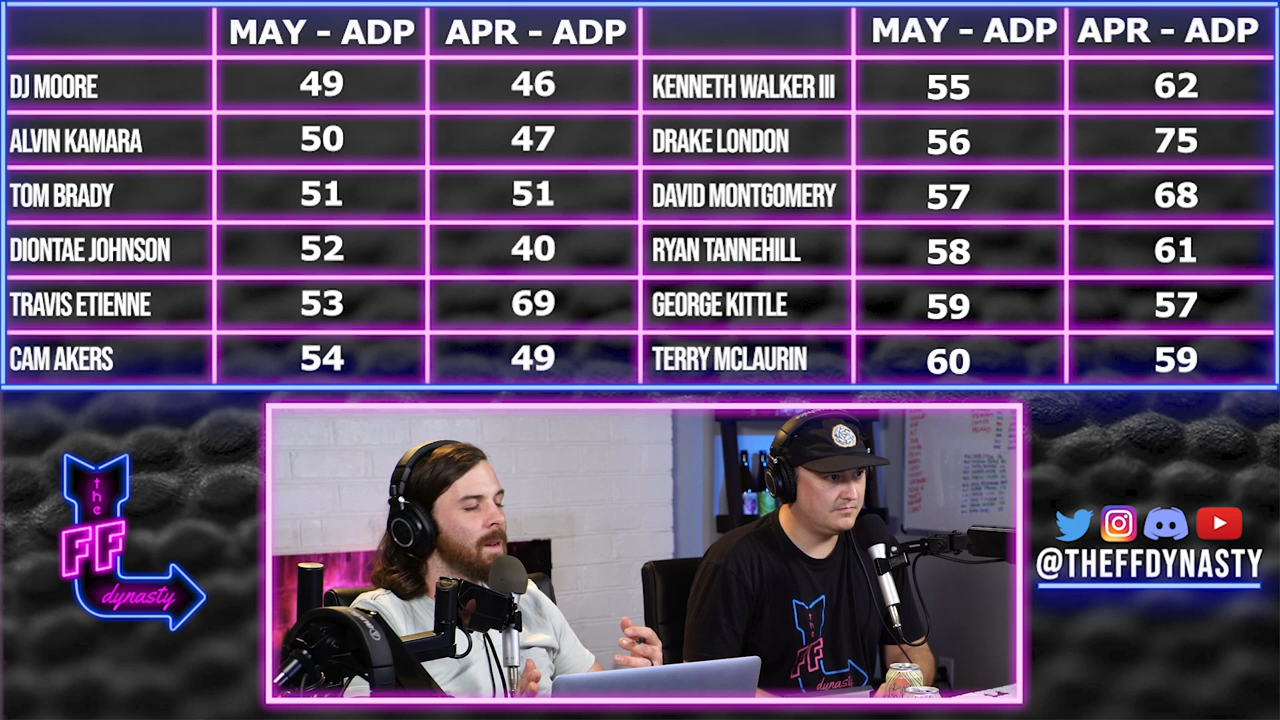 MAY - ADP APR - ADP MAY - ADP APR - ADP
DJ MOORE 49 46 KENNETH WALKER III 55 62
ALVIN KAMARA 50 47 DRAKE LONDON 56 75
TOM BRADY 51 51 DAVID MONTGOMERY 57 68
DIONTAE JOHNSON 52 40 RYAN TANNEHILL 58 61
TRAVIS ETIENNE 53 69 GEORGE KITTLE 59 57
CAM AKERS 54 49 TERRY MCLAURIN 60 59
the
FF
dynasty
@THEFFDYNASTY
the
FF
dynasty